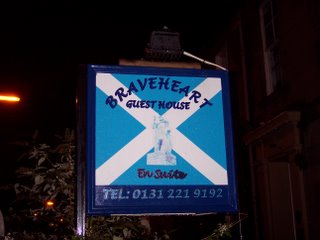 BRAVEHEART
GUEST HOUSE
En Suite
TEL: 0131 221 9192